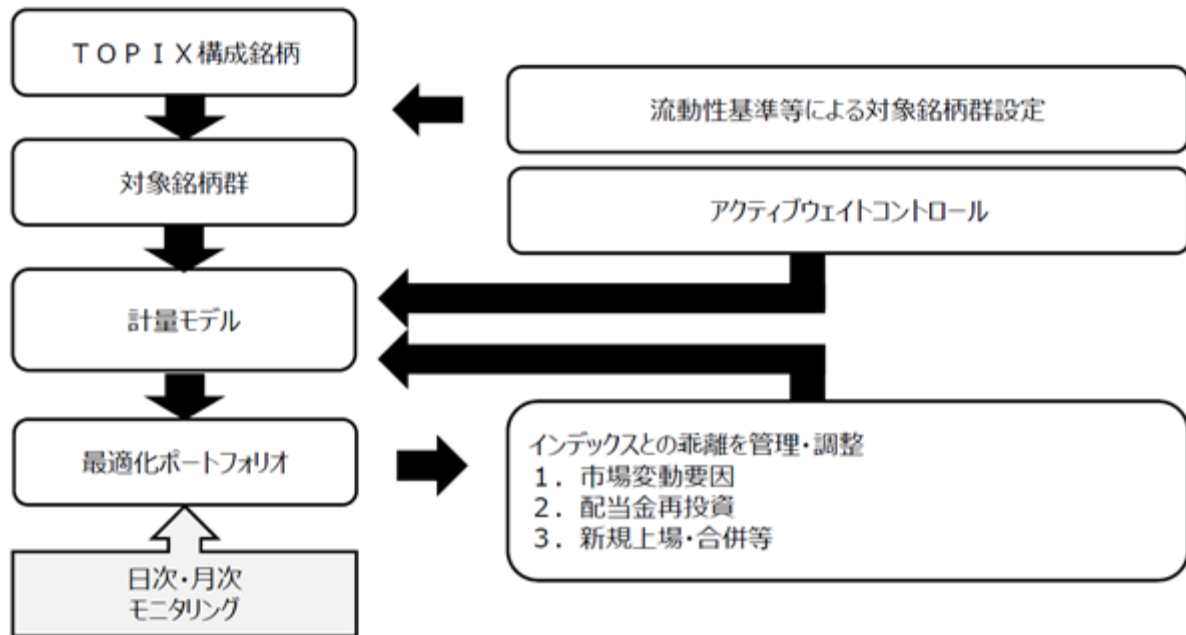 ＴＯＰＩＸ構成銘柄
流動性基準等による対象銘柄群設定
対象銘柄群
アクティブウェイトコントロール
計量モデル
最適化ポートフォリオ
インデックスとの乖離を管理・調整
１．市場変動要因
２．配当金再投資
３．新規上場・合併等
日次・月次
モニタリング